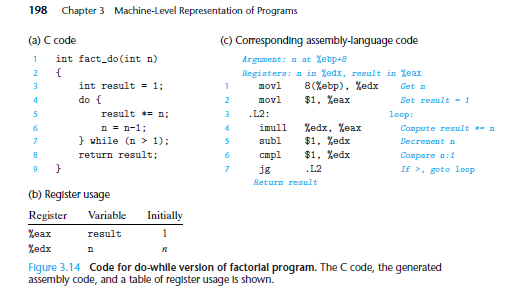 198 Chapter 3 Machine-Level Representation of Programs
(a) C code
1 int fact_do(int n)
2 {
3 int result = 1;
4 do {
5 result *= n;
6 n = n-1;
7 } while (n > 1);
8 return result;
9 }
(b) Register usage
Register Variable Initially
%eax result 1
%edx n n
(c) Corresponding assembly-language code
Argument: n at %ebp+8
Registers: n in %edx, result in %eax
1 movl 8(%ebp), %edx Get n
2 movl $1, %eax Set result = 1
3 .L2: loop:
4 imull %edx, %eax Compute result *= n
5 subl $1, %edx Decrement n
6 cmpl $1, %edx Compare n:1
7 jg .L2 If >, goto loop
Return result
Figure 3.14 Code for do-while version of factorial program. The C code, the generated
assembly code, and a table of register usage is shown.